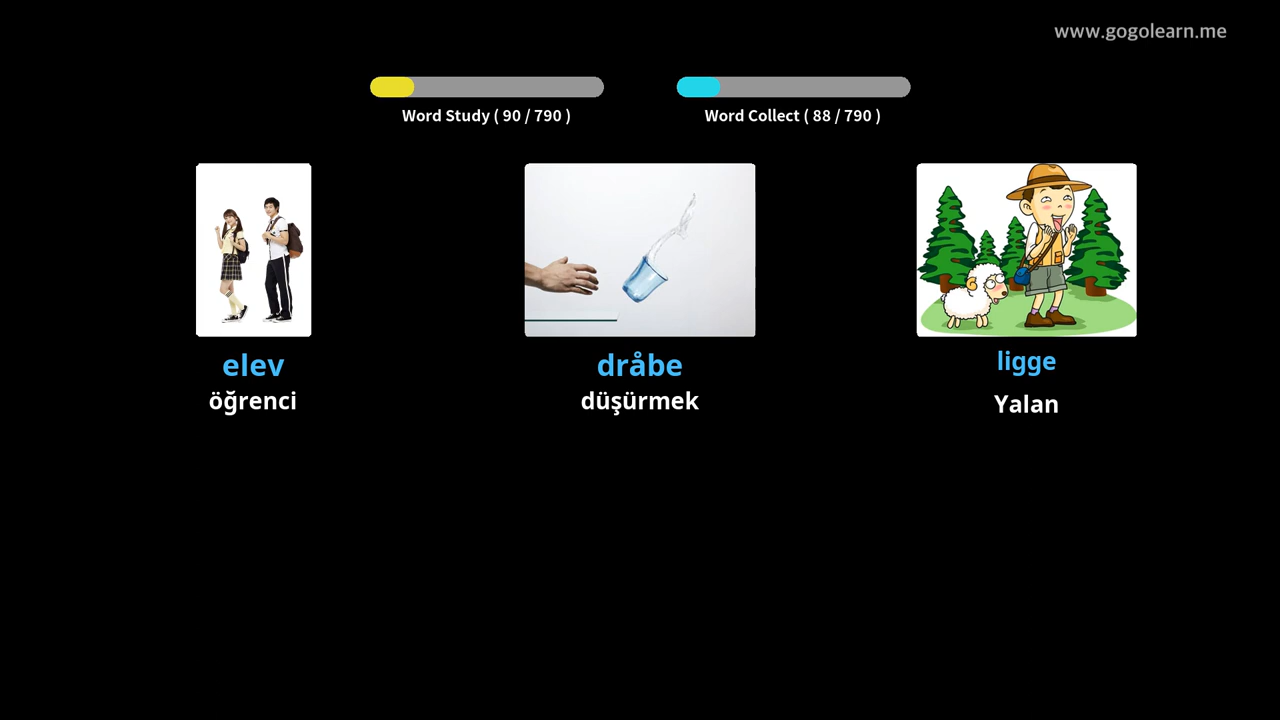 www.gogolearn.me
Word Study ( 90 / 790 )
Word Collect ( 88 / 790 )
elev
öğrenci
dråbe
düşürmek
ligge
Yalan